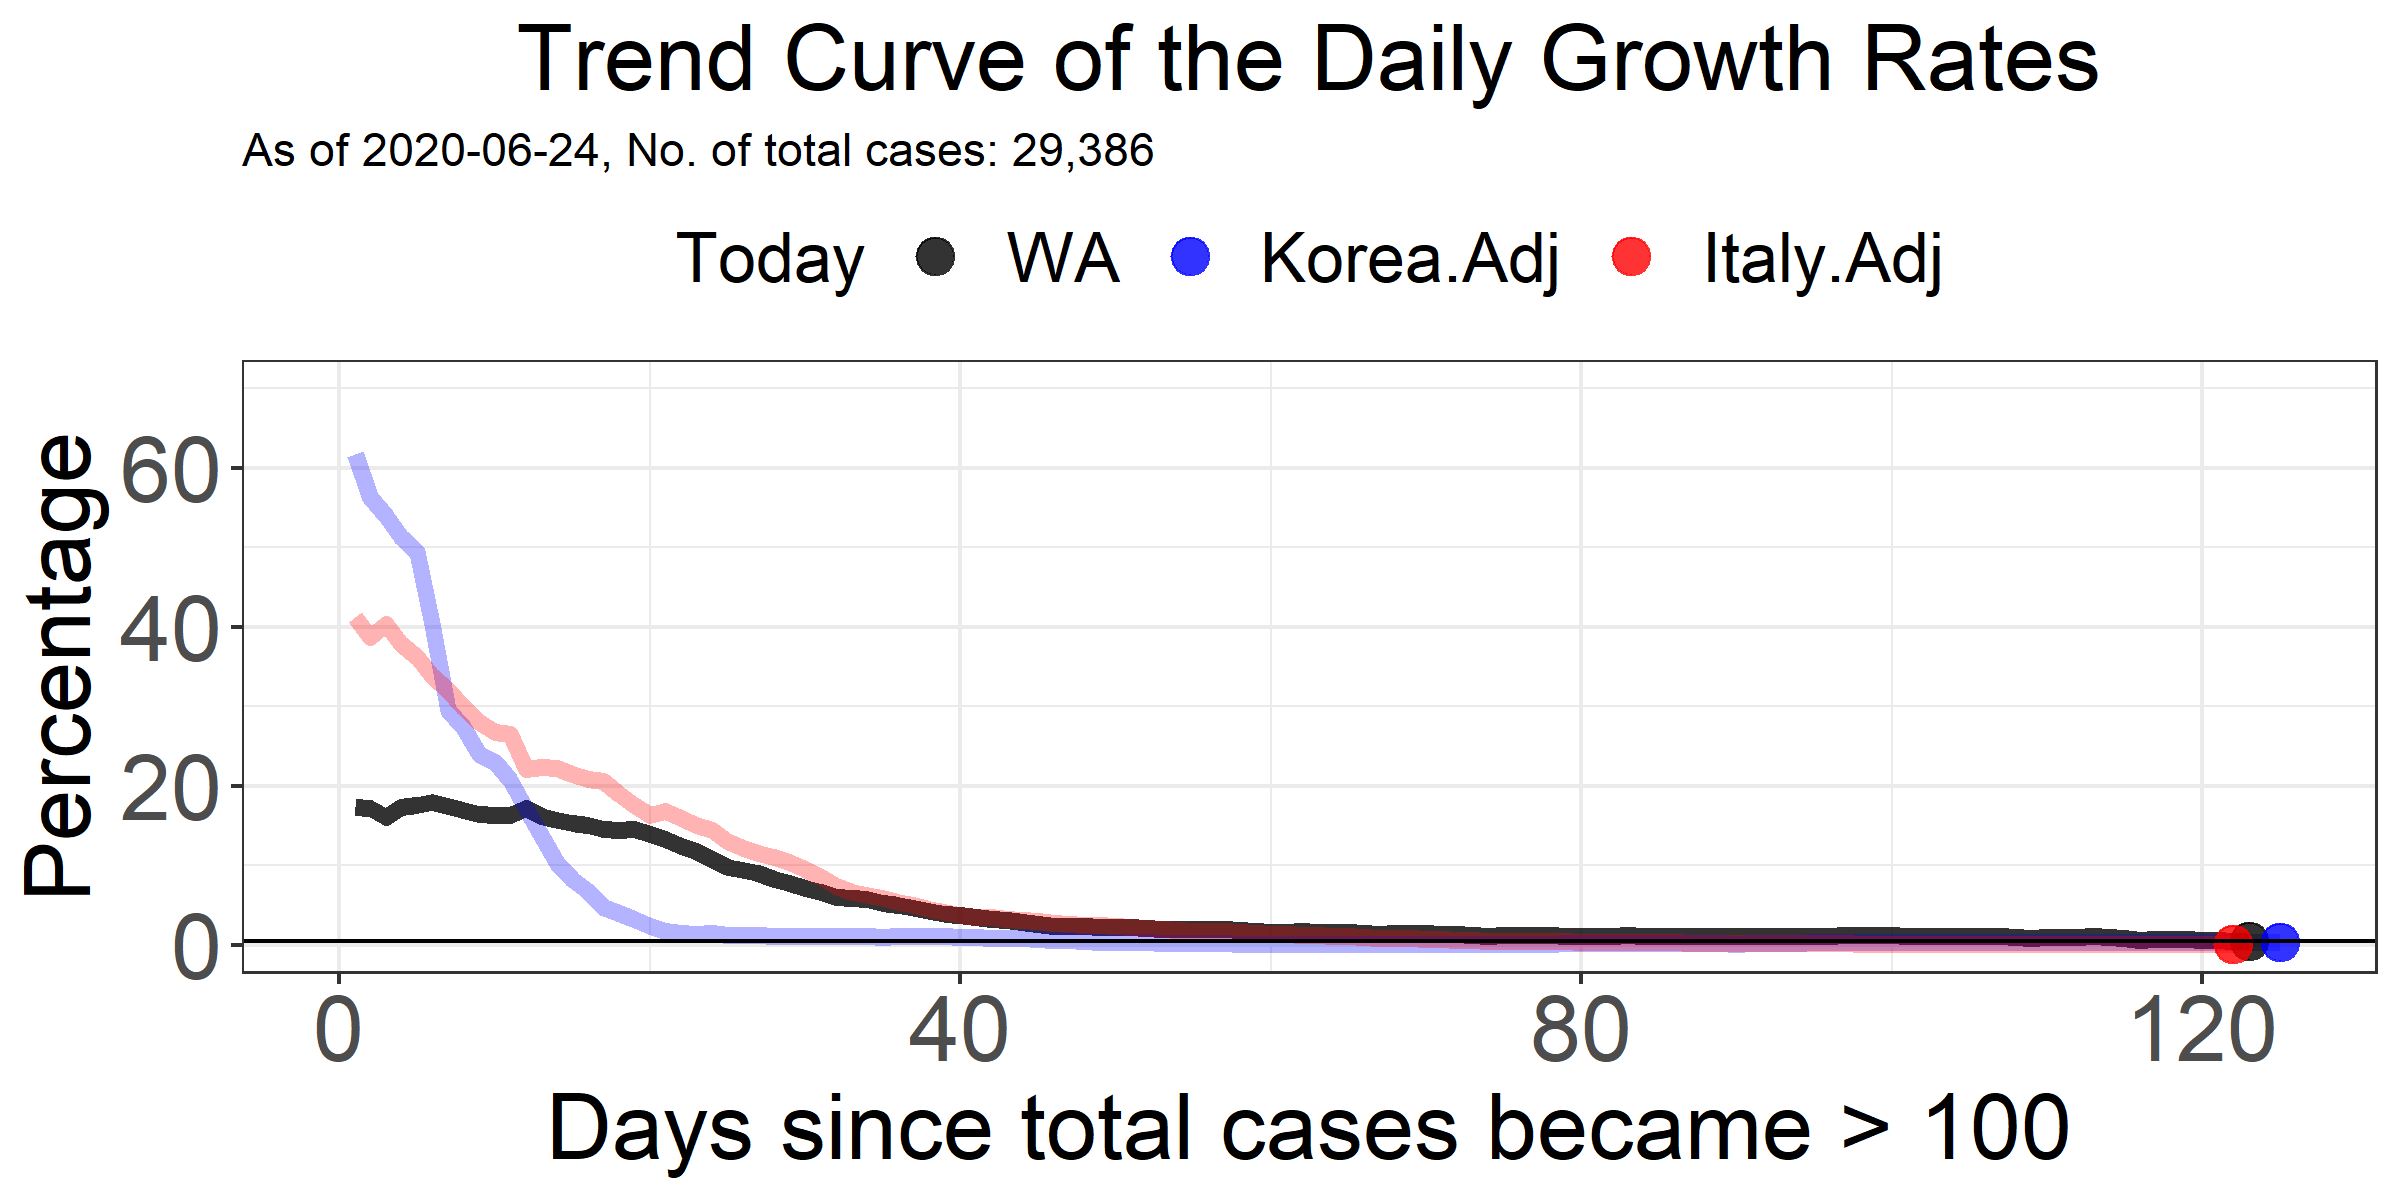 Trend Curve of the Daily Growth Rates
As of 2020-06-24, No. of total cases: 29,386
Today WA Korea.Adj Italy.Adj
Percentage
60
40
20
0
0 40 80 120
Days since total cases became > 100